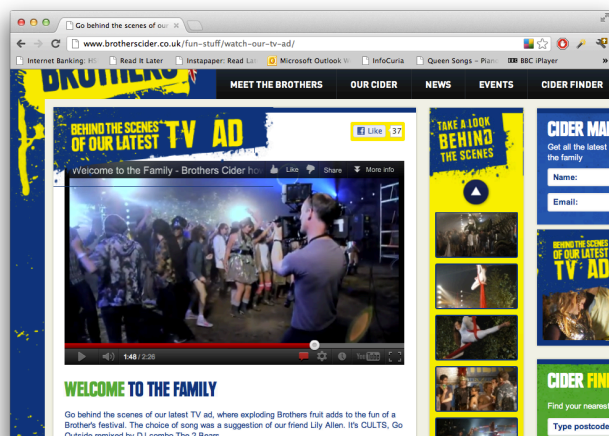 Go behind the scenes of our
www.brotherscider.co.uk/fun-stuff/watch-our-tv-ad/
Internet Banking: HS
Read It Later
Instapaper: Read Lat
Microsoft Outlook W
InfoCuria
Queen Songs – Pian
BBC iPlayer
»
BROTHERS
MEET THE BROTHERS
OUR CIDER
NEWS
EVENTS
CIDER FINDER
BEHIND THE SCENES
OF OUR LATEST
TV AD
Like
37
Welcome to the Family - Brothers Cider how
Like
Share
More info
1:48 / 2:26
YouTube
WELCOME TO THE FAMILY
Go behind the scenes of our latest TV ad, where exploding Brothers fruit adds to the fun of a
Brother's festival. The choice of song was a suggestion of our friend Lily Allen. It's CULTS, Go
Outside remixed by DJ combo The 2 Bears
TAKE A LOOK
BEHIND
THE SCENES
CIDER MAI
Get all the latest
the family
Name:
Email:
BEHIND THE SCENES
OF OUR LATEST
TV AD
CIDER FIN
Find your nearest
Type postcode